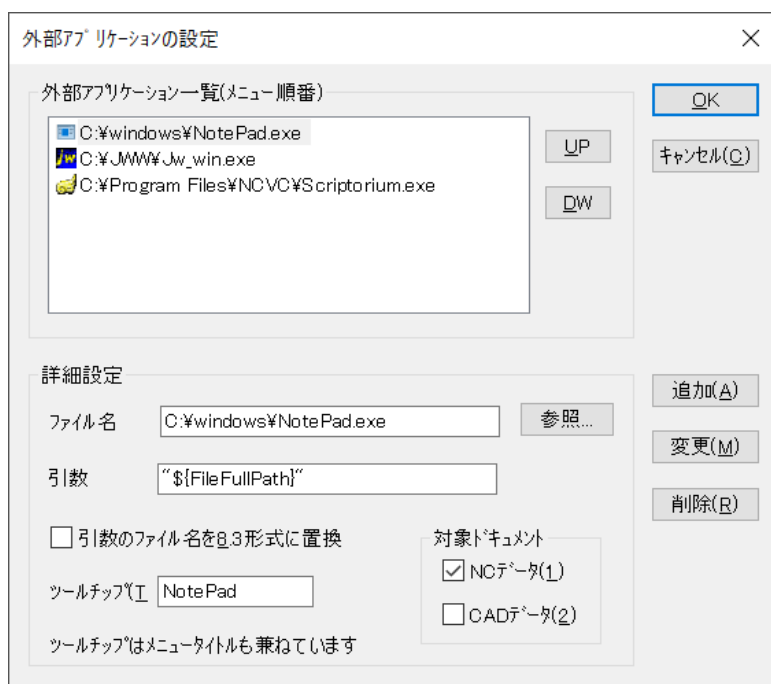 外部アプリケーションの設定
外部アプリケーション一覧(メニュー順番)
C:¥windows¥NotePad.exe
C:¥JWW¥Jw_win.exe
C:¥Program Files¥NCVC¥Scriptorium.exe
UP
DW
OK
キャンセル(C)
詳細設定
ファイル名
C:¥windows¥NotePad.exe
参照...
引数
"${FileFullPath}"
引数のファイル名を8.3形式に置換
ツールチップ(T
NotePad
ツールチップはメニュータイトルも兼ねています
対象ドキュメント
NCデータ(1)
CADデータ(2)
追加(A)
変更(M)
削除(R)